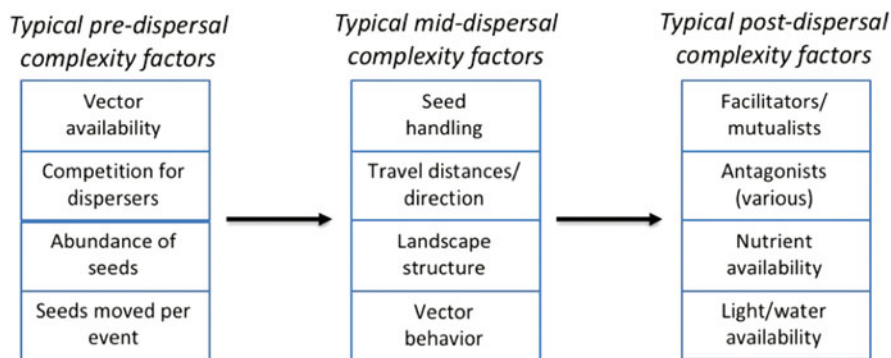 Typical pre-dispersal
complexity factors
Vector
availability
Competition for
dispersers
Abundance of
seeds
Seeds moved per
event
Typical mid-dispersal
complexity factors
Seed
handling
Travel distances/
direction
Landscape
structure
Vector
behavior
Typical post-dispersal
complexity factors
Facilitators/
mutualists
Antagonists
(various)
Nutrient
availability
Light/water
availability